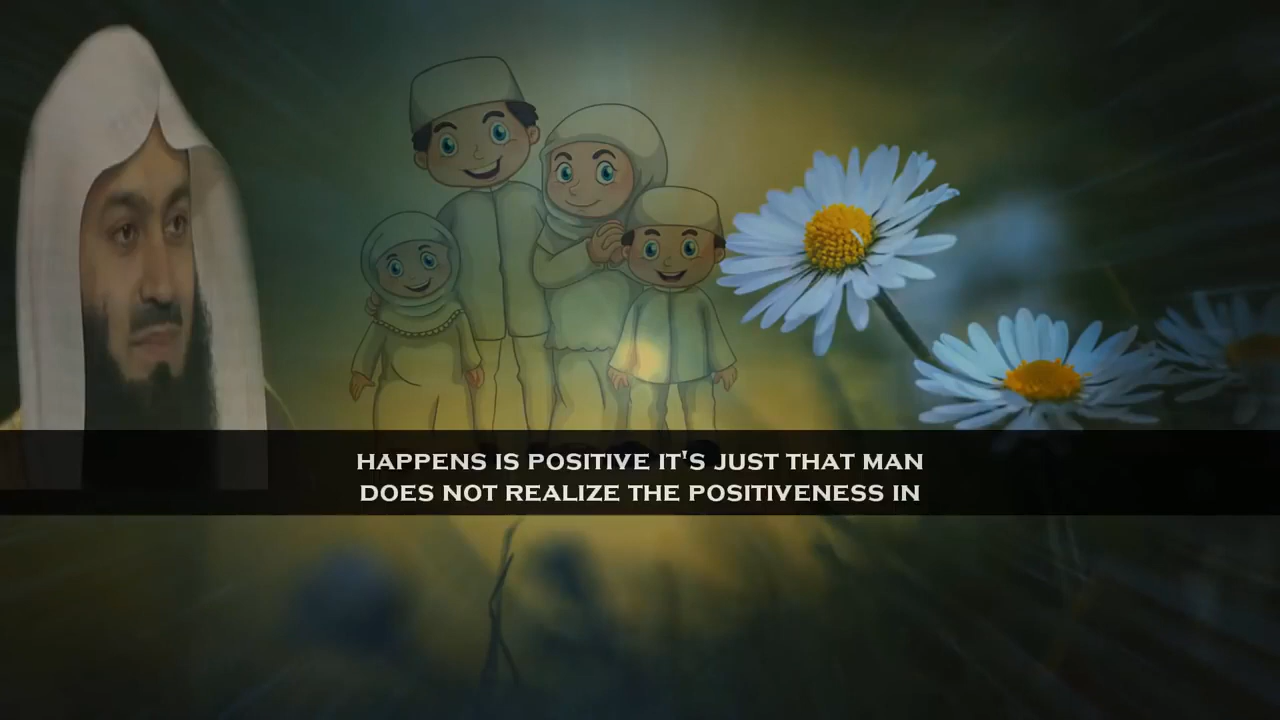 HAPPENS IS POSITIVE IT'S JUST THAT MAN
DOES NOT REALIZE THE POSITIVENESS IN